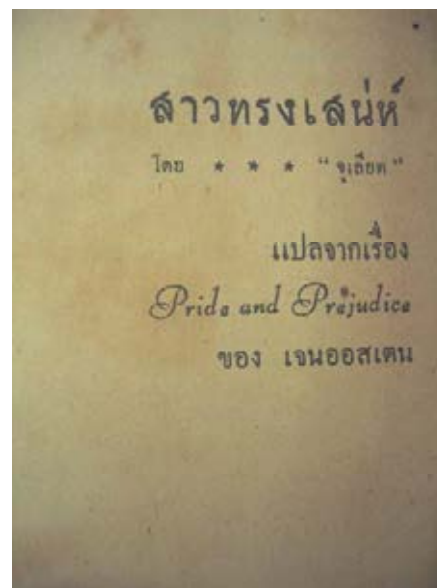 สาวทรงเสน่ห์
โดย * * * "จูเลียต"
แปลจากเรื่อง
Pride and Prejudice
ของ เจนออสเตน